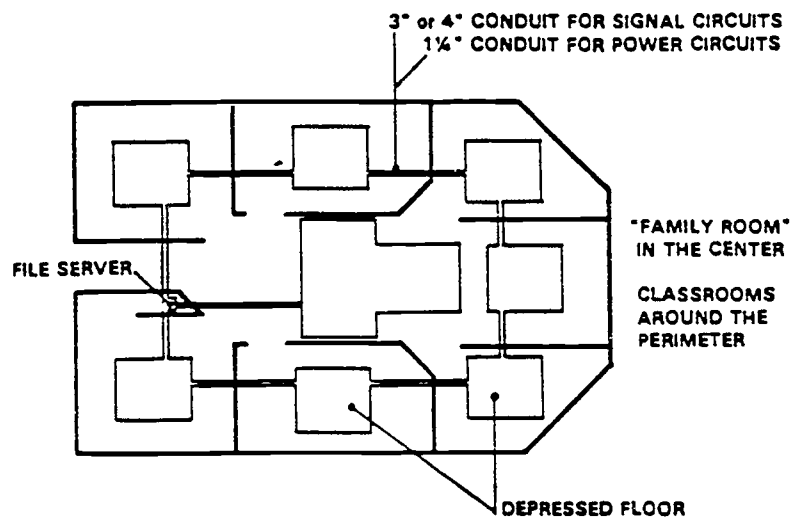 3" or 4" CONDUIT FOR SIGNAL CIRCUITS
1¼" CONDUIT FOR POWER CIRCUITS
"FAMILY ROOM"
IN THE CENTER
FILE SERVER
CLASSROOMS
AROUND THE
PERIMETER
DEPRESSED FLOOR